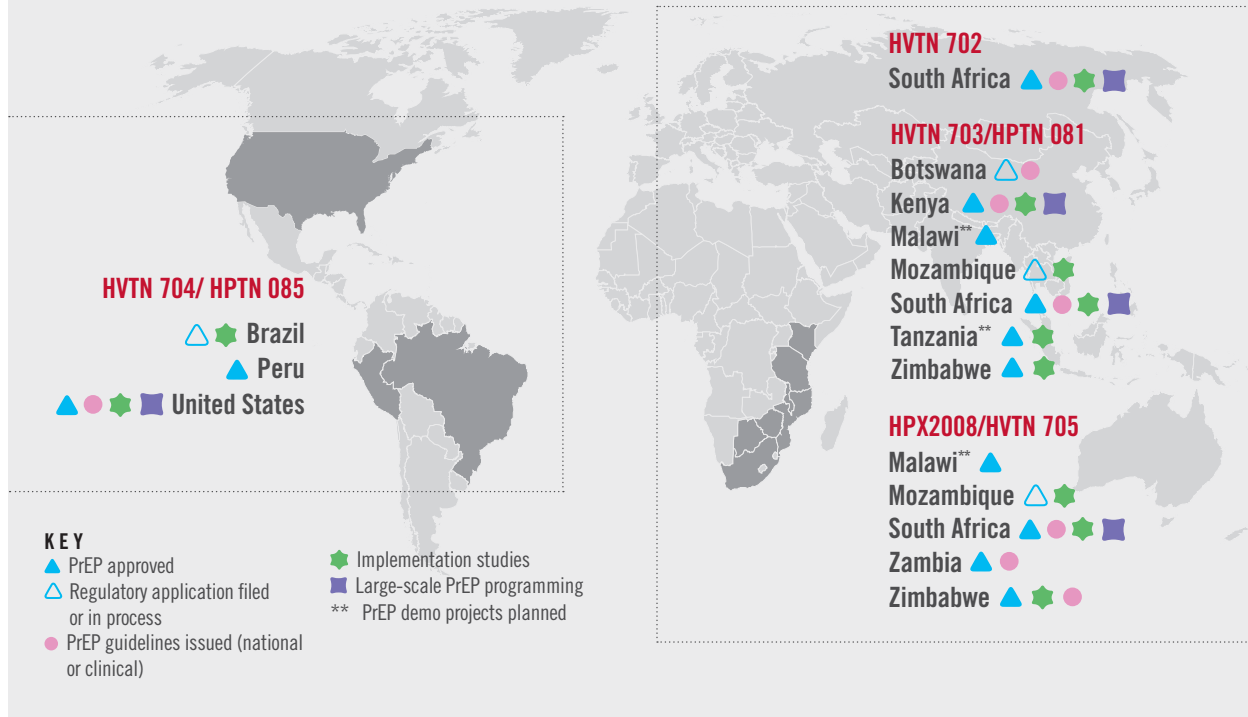 HVTN 704/ HPTN 085
Brazil
Peru
United States
HVTN 702
South Africa
HVTN 703/HPTN 081
Botswana
Kenya
Malawi**
Mozambique
South Africa
Tanzania**
Zimbabwe
HPX2008/HVTN 705
Malawi**
Mozambique
South Africa
Zambia
Zimbabwe
KEY
PrEP approved
Regulatory application filed
or in process
PrEP guidelines issued (national
or clinical)
Implementation studies
Large-scale PrEP programming
** PrEP demo projects planned